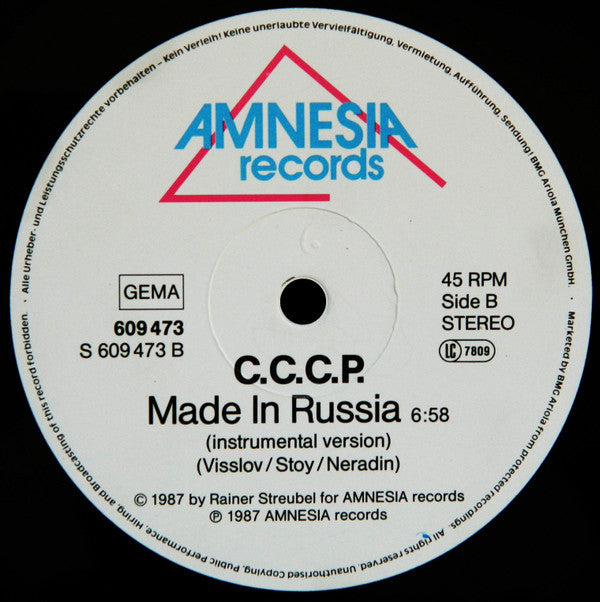 · Alle Urheber- und Leistungsschutzrechte vorbehalten – Kein Verleih! Keine unerlaubte Vervielfältigung, Vermietung, Aufführung, Sendung! BMG Ariola München GmbH. ·
AMNESIA
records
GEMA
609 473
S 609 473 B
45 RPM
Side B
STEREO
LC 7809
C.C.C.P.
Made In Russia 6:58
(instrumental version)
(Visslov/Stoy/Neradin)
© 1987 by Rainer Streubel for AMNESIA records
℗ 1987 AMNESIA records
Marketed by BMG Ariola from protected recordings. All rights reserved. Unauthorised Copying, Public Performance, Hiring, and Broadcasting of this record forbidden.